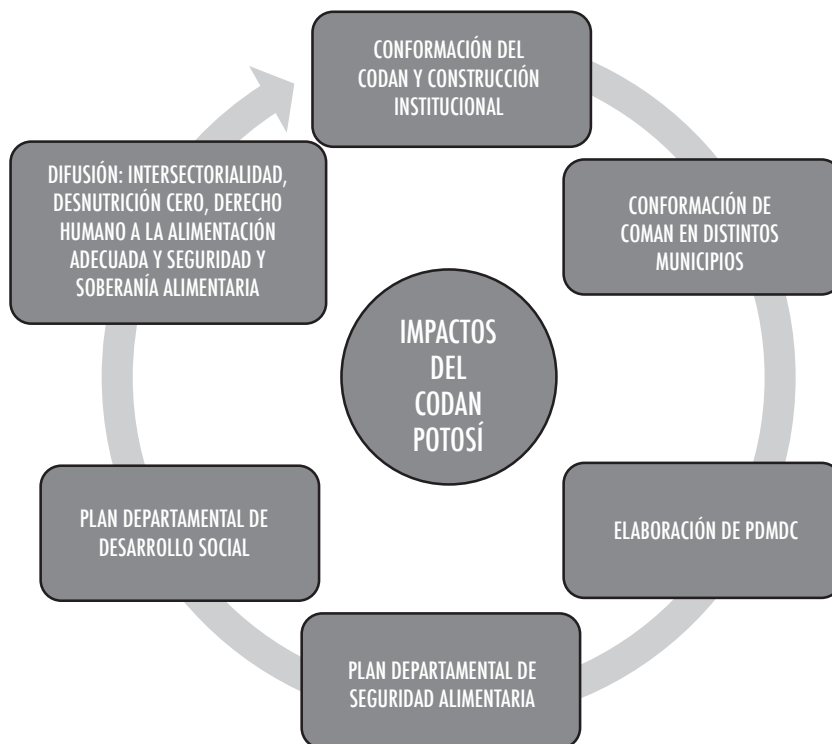 CONFORMACIÓN DEL
CODAN Y CONSTRUCCIÓN
INSTITUCIONAL
CONFORMACIÓN DE
COMAN EN DISTINTOS
MUNICIPIOS
ELABORACIÓN DE PDMDC
PLAN DEPARTAMENTAL DE
SEGURIDAD ALIMENTARIA
PLAN DEPARTAMENTAL DE
DESARROLLO SOCIAL
DIFUSIÓN: INTERSECTORIALIDAD,
DESNUTRICIÓN CERO, DERECHO
HUMANO A LA ALIMENTACIÓN
ADECUADA Y SEGURIDAD Y
SOBERANÍA ALIMENTARIA
IMPACTOS
DEL
CODAN
POTOSÍ